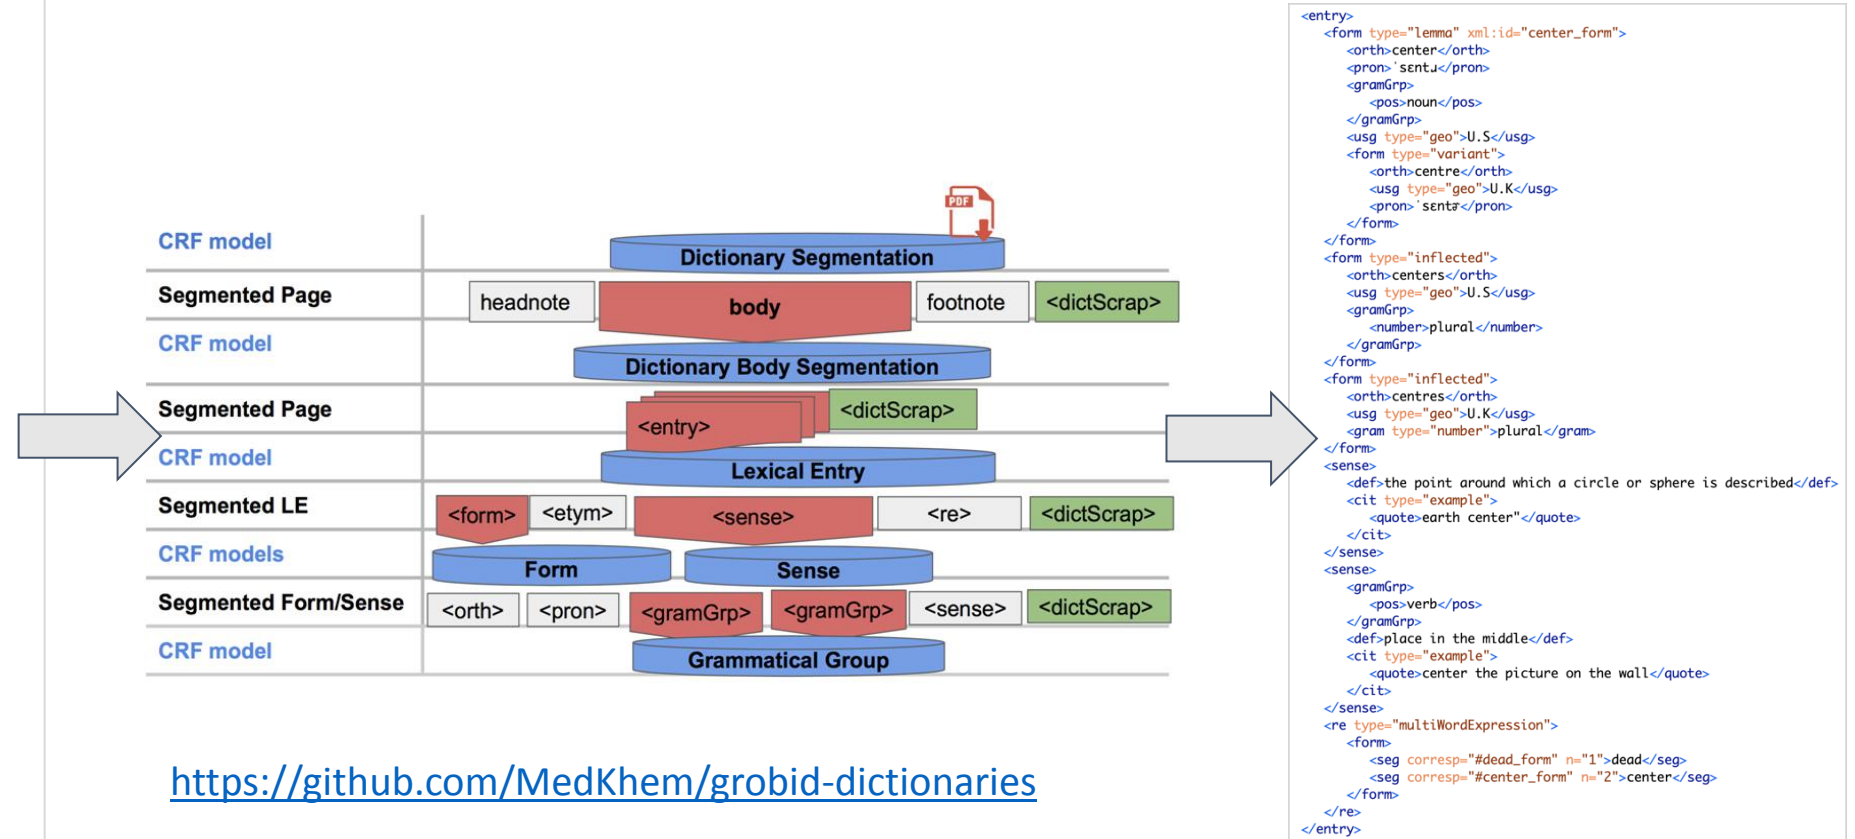 PDF
CRF model
Dictionary Segmentation
Segmented Page
headnote
body
footnote
<dictScrap>
CRF model
Dictionary Body Segmentation
Segmented Page
<entry>
<dictScrap>
CRF model
Lexical Entry
Segmented LE
<form>
<etym>
<sense>
<re>
<dictScrap>
CRF models
Form
Sense
Segmented Form/Sense
<orth>
<pron>
<gramGrp>
<gramGrp>
<sense>
<dictScrap>
CRF model
Grammatical Group
https://github.com/MedKhem/grobid-dictionaries
<entry>
<form type="lemma" xml:id="center_form">
<orth>center</orth>
<pron>ˈsɛntɹ</pron>
<gramGrp>
<pos>noun</pos>
</gramGrp>
<usg type="geo">U.S</usg>
<form type="variant">
<orth>centre</orth>
<usg type="geo">U.K</usg>
<pron>ˈsɛntɚ</pron>
</form>
</form>
<form type="inflected">
<orth>centers</orth>
<usg type="geo">U.S</usg>
<gramGrp>
<number>plural</number>
</gramGrp>
</form>
<form type="inflected">
<orth>centres</orth>
<usg type="geo">U.K</usg>
<gram type="number">plural</gram>
</form>
<sense>
<def>the point around which a circle or sphere is described</def>
<cit type="example">
<quote>earth center"</quote>
</cit>
</sense>
<sense>
<gramGrp>
<pos>verb</pos>
</gramGrp>
<def>place in the middle</def>
<cit type="example">
<quote>center the picture on the wall</quote>
</cit>
</sense>
<re type="multiWordExpression">
<form>
<seg corresp="#dead_form" n="1">dead</seg>
<seg corresp="#center_form" n="2">center</seg>
</form>
</re>
</entry>